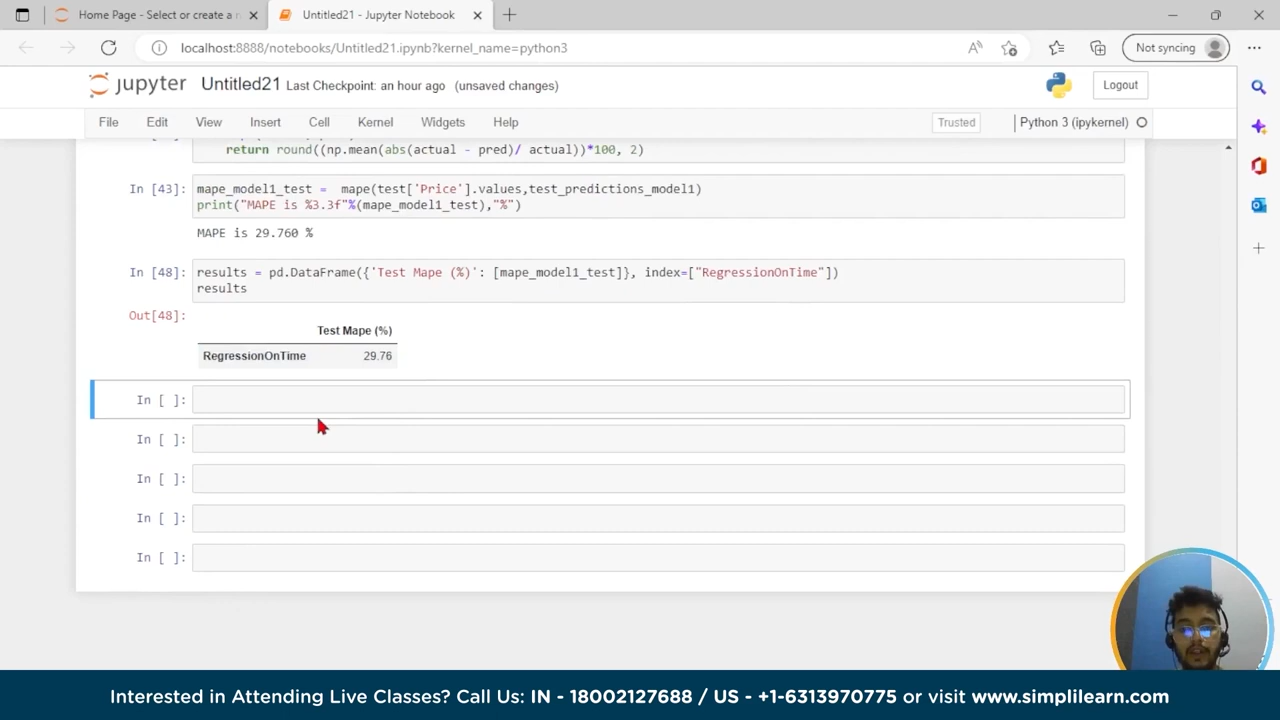 Home Page - Select or create a n
Untitled21 - Jupyter Notebook
localhost:8888/notebooks/Untitled21.ipynb?kernel_name=python3
Not syncing
jupyter Untitled21 Last Checkpoint: an hour ago (unsaved changes)
Logout
File Edit View Insert Cell Kernel Widgets Help
Trusted
Python 3 (ipykernel)
return round((np.mean(abs(actual - pred)/ actual))*100, 2)
In [43]: mape_model1_test =  mape(test['Price'].values,test_predictions_model1)
print("MAPE is %3.3f"%(mape_model1_test),"%")
MAPE is 29.760 %
In [48]: results = pd.DataFrame({'Test Mape (%)': [mape_model1_test]}, index=["RegressionOnTime"])
results
Out[48]:
Test Mape (%)
RegressionOnTime 29.76
In [ ]:
In [ ]:
In [ ]:
In [ ]:
In [ ]:
Interested in Attending Live Classes? Call Us: IN - 18002127688 / US - +1-6313970775 or visit www.simplilearn.com